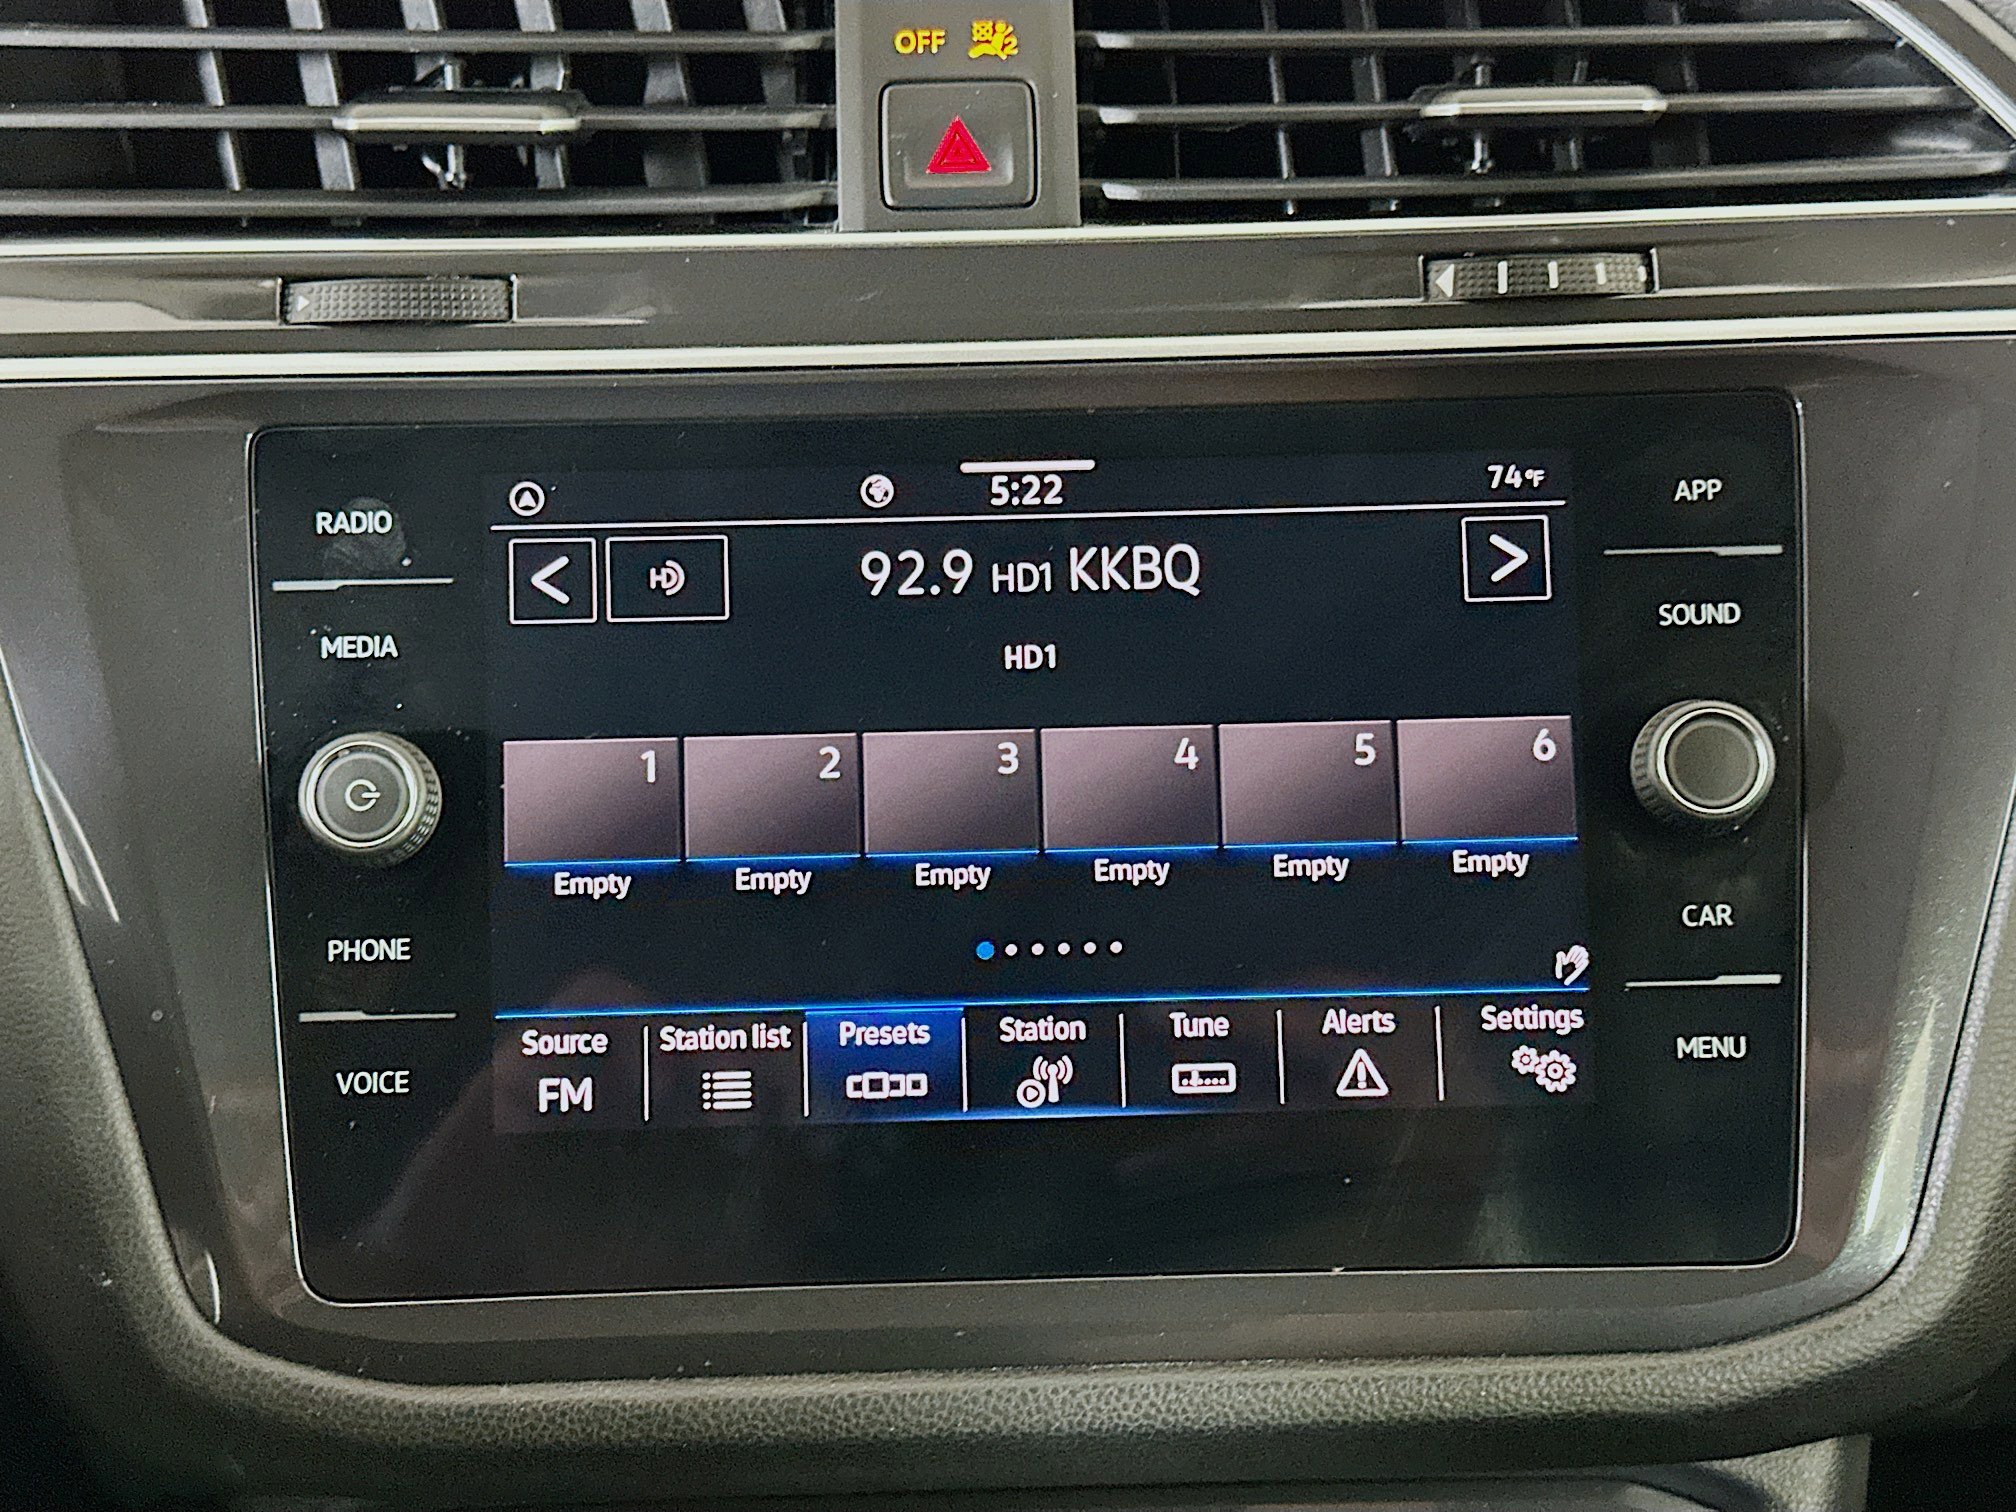 OFF 2
5:22
74°F
RADIO
APP
HD
92.9 HD1 KKBQ
HD1
MEDIA
SOUND
1
2
3
4
5
6
Empty
Empty
Empty
Empty
Empty
Empty
PHONE
CAR
Source
FM
Station list
Presets
Station
Tune
Alerts
Settings
VOICE
MENU